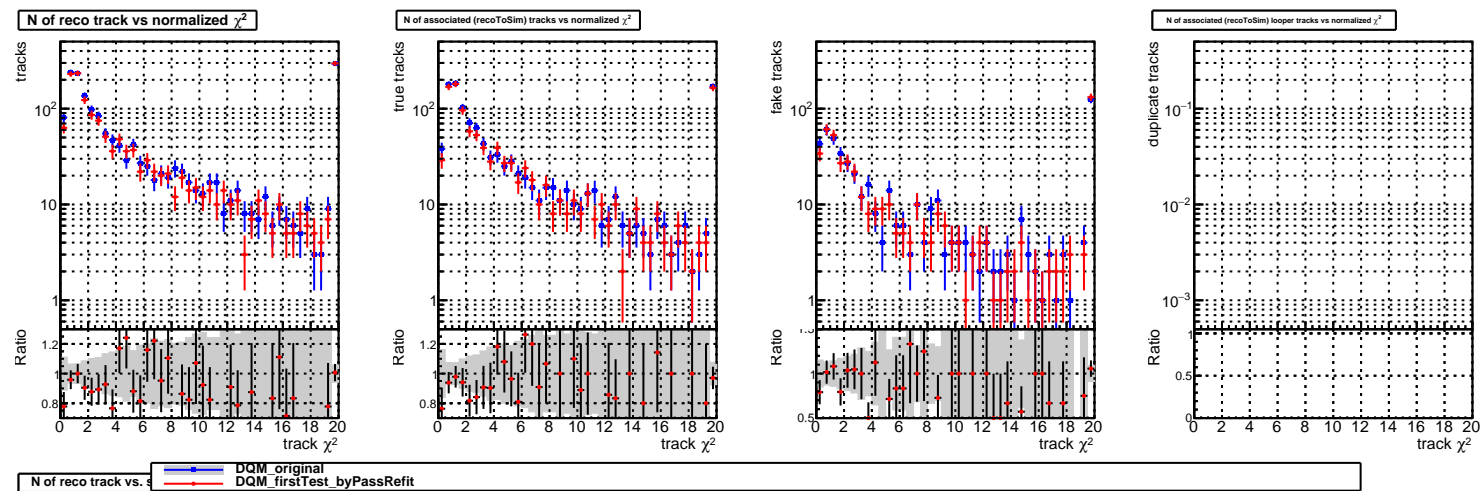 N of reco track vs normalized χ²
N of associated (recoToSim) tracks vs normalized χ²
N of associated (recoToSim) looper tracks vs normalized χ²
tracks
10²
10
1
Ratio
1.2
1
0.8
0 2 4 6 8 10 12 14 16 18 20
track χ²
true tracks
10²
10
1
Ratio
1.2
1
0.8
0 2 4 6 8 10 12 14 16 18 20
track χ²
fake tracks
10²
10
1
Ratio
1
0.5
0 2 4 6 8 10 12 14 16 18 20
track χ²
duplicate tracks
10⁻¹
10⁻²
10⁻³
Ratio
1
0.5
0
0 2 4 6 8 10 12 14 16 18 20
track χ²
N of reco track vs. s
DQM_original
DQM_firstTest_byPassRefit